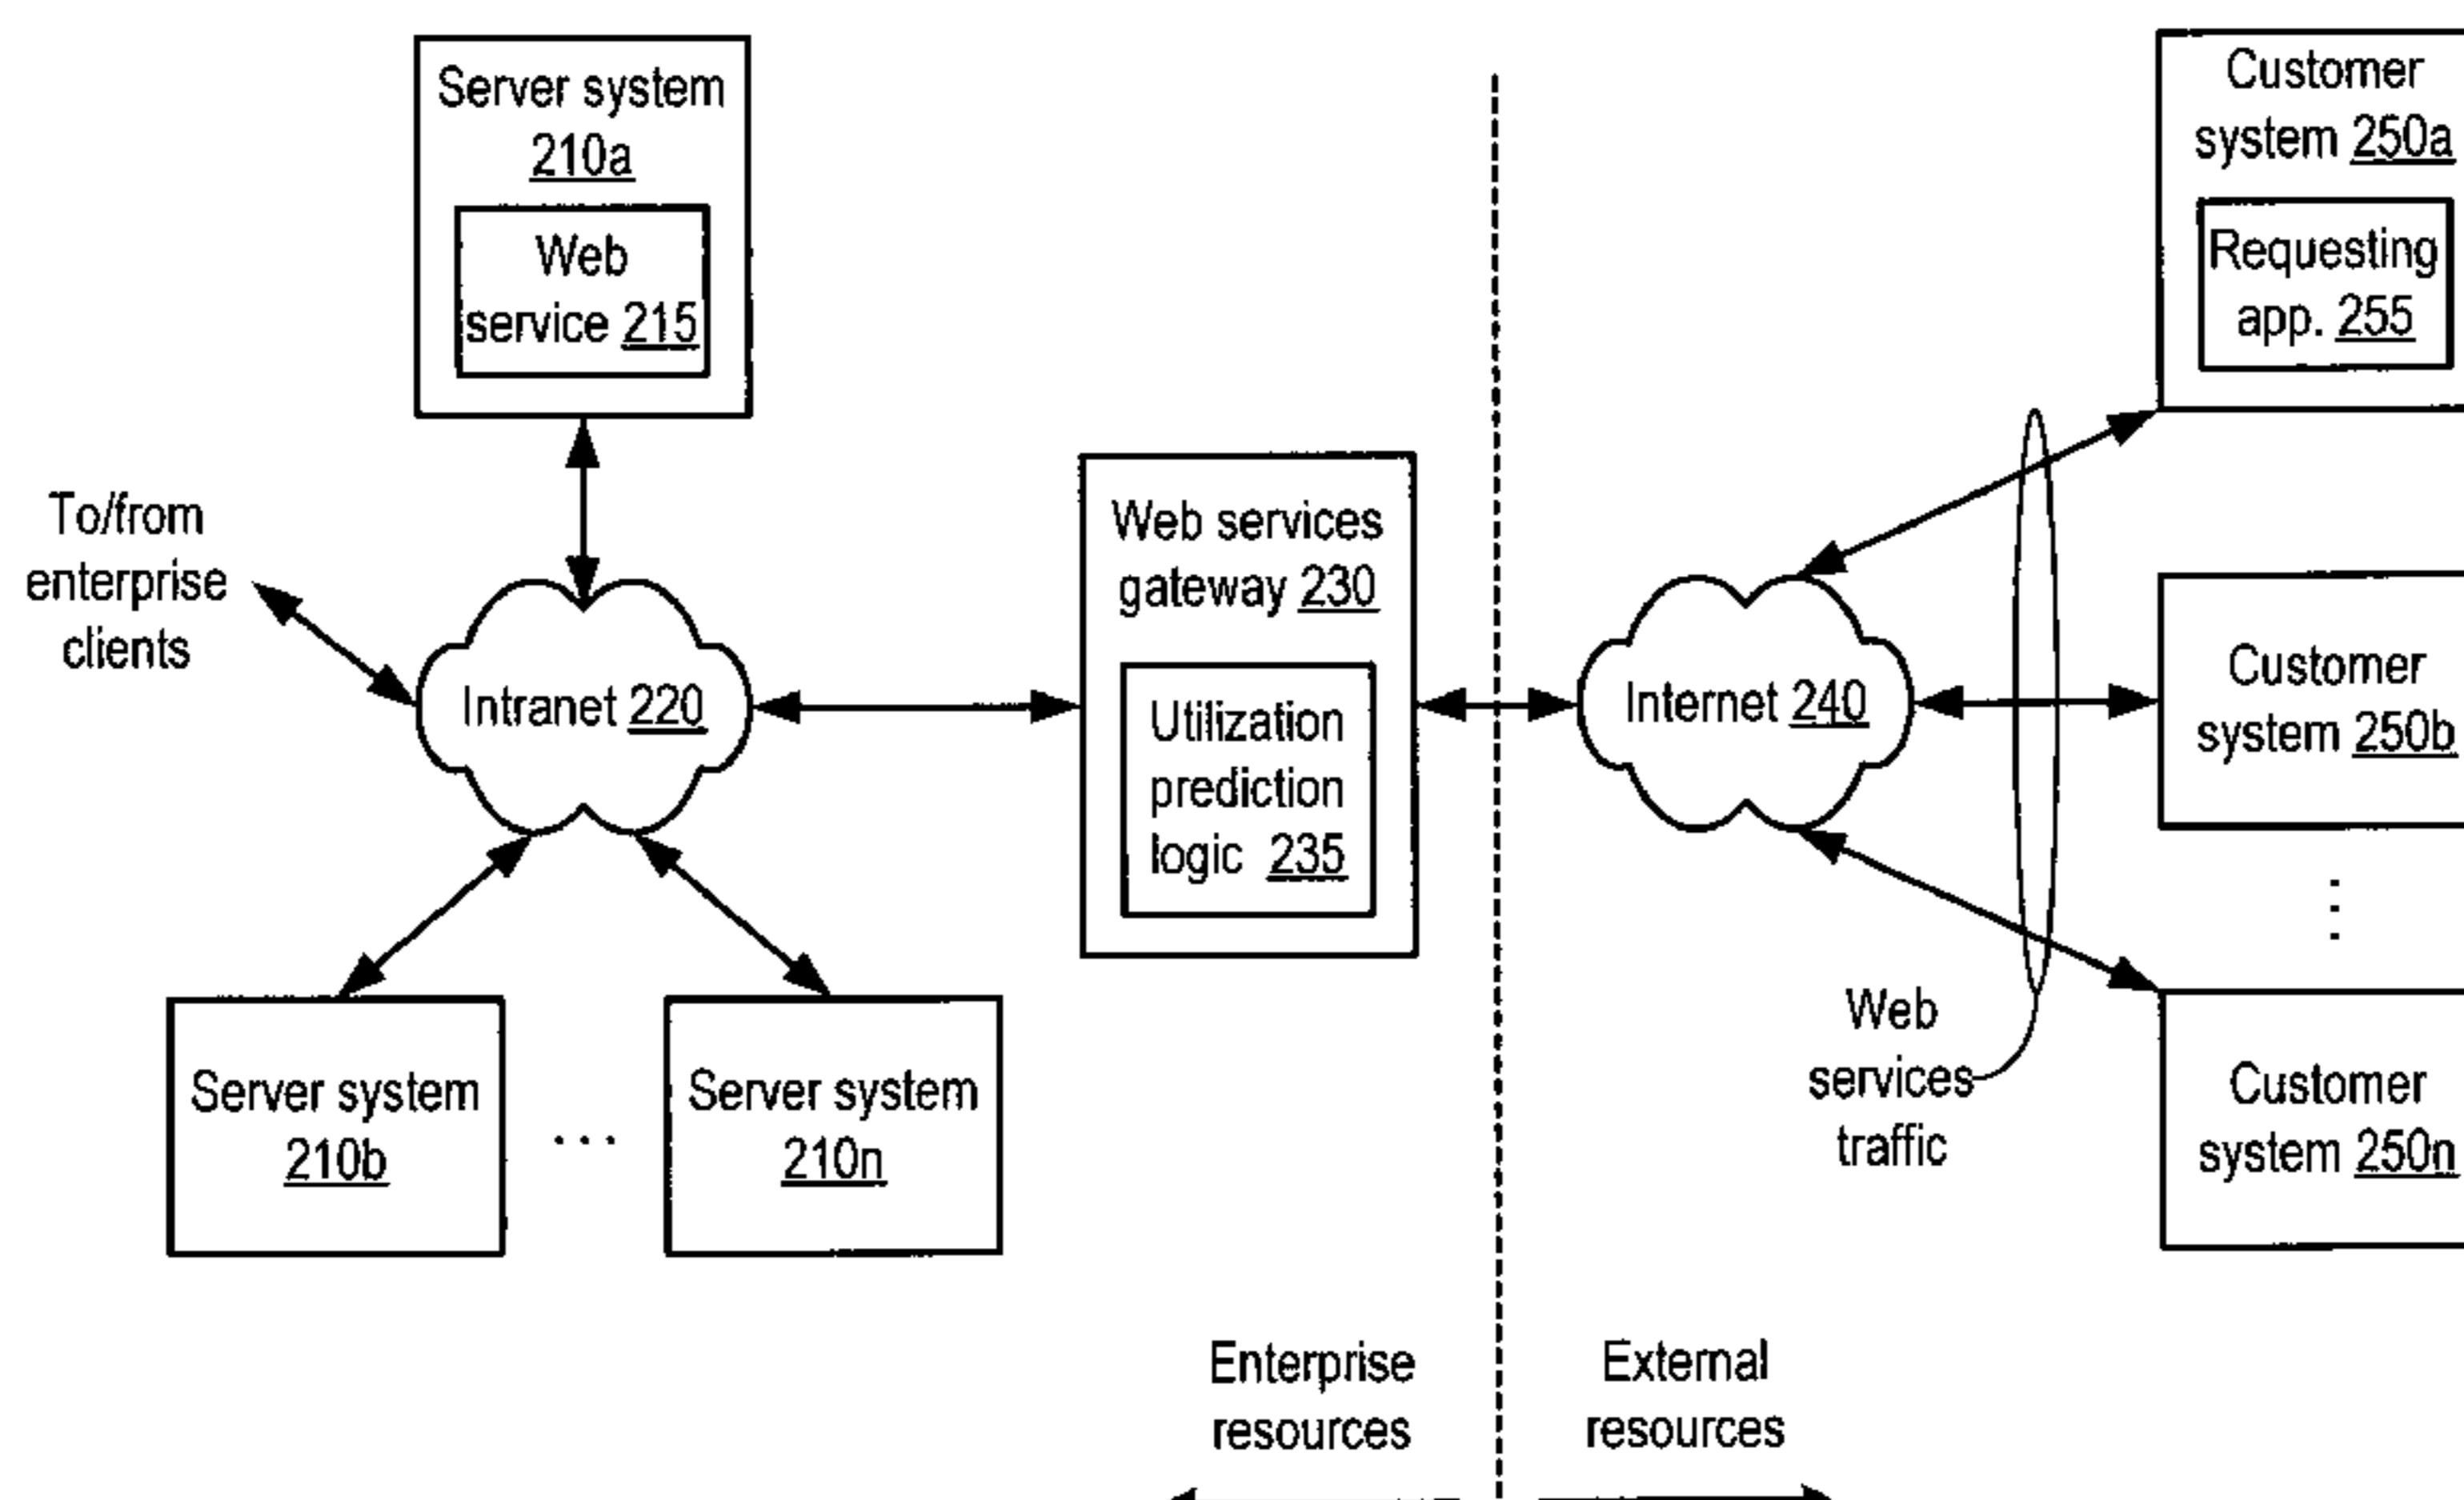 Server system
210a
Web
service 215
To/from
enterprise
clients
Intranet 220
Server system
210b
...
Server system
210n
Web services
gateway 230
Utilization
prediction
logic 235
Internet 240
Customer
system 250a
Requesting
app. 255
Customer
system 250b
Customer
system 250n
Web
services
traffic
Enterprise
resources
External
resources